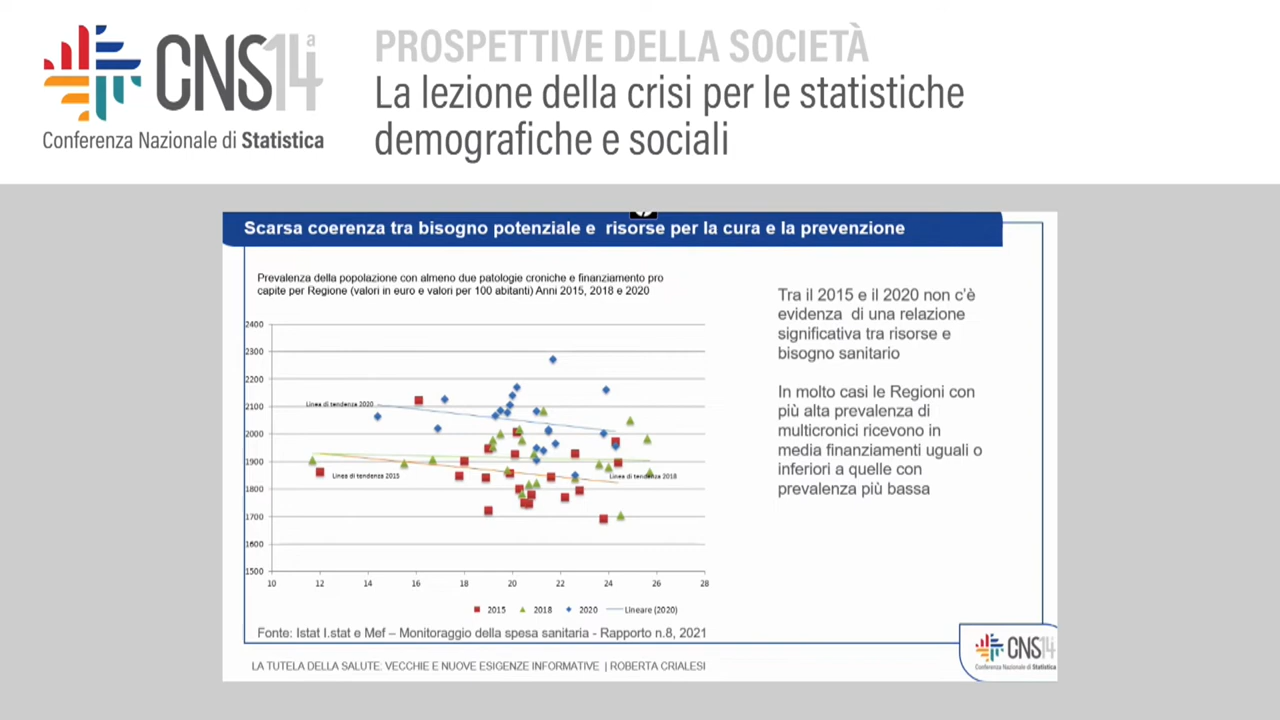 CNS14ª
Conferenza Nazionale di Statistica
PROSPETTIVE DELLA SOCIETÀ
La lezione della crisi per le statistiche
demografiche e sociali
Scarsa coerenza tra bisogno potenziale e risorse per la cura e la prevenzione
Prevalenza della popolazione con almeno due patologie croniche e finanziamento pro
capite per Regione (valori in euro e valori per 100 abitanti) Anni 2015, 2018 e 2020
2400
2300
2200
2100
2000
1900
1800
1700
1600
1500
Linea di tendenza 2020
Linea di tendenza 2015
Linea di tendenza 2018
10 12 14 16 18 20 22 24 26 28
2015 2018 2020 Lineare (2020)
Fonte: Istat I.stat e Mef – Monitoraggio della spesa sanitaria - Rapporto n.8, 2021
Tra il 2015 e il 2020 non c'è
evidenza di una relazione
significativa tra risorse e
bisogno sanitario
In molto casi le Regioni con
più alta prevalenza di
multicronici ricevono in
media finanziamenti uguali o
inferiori a quelle con
prevalenza più bassa
LA TUTELA DELLA SALUTE: VECCHIE E NUOVE ESIGENZE INFORMATIVE | ROBERTA CRIALESI
CNS14
Conferenza Nazionale di Statistica